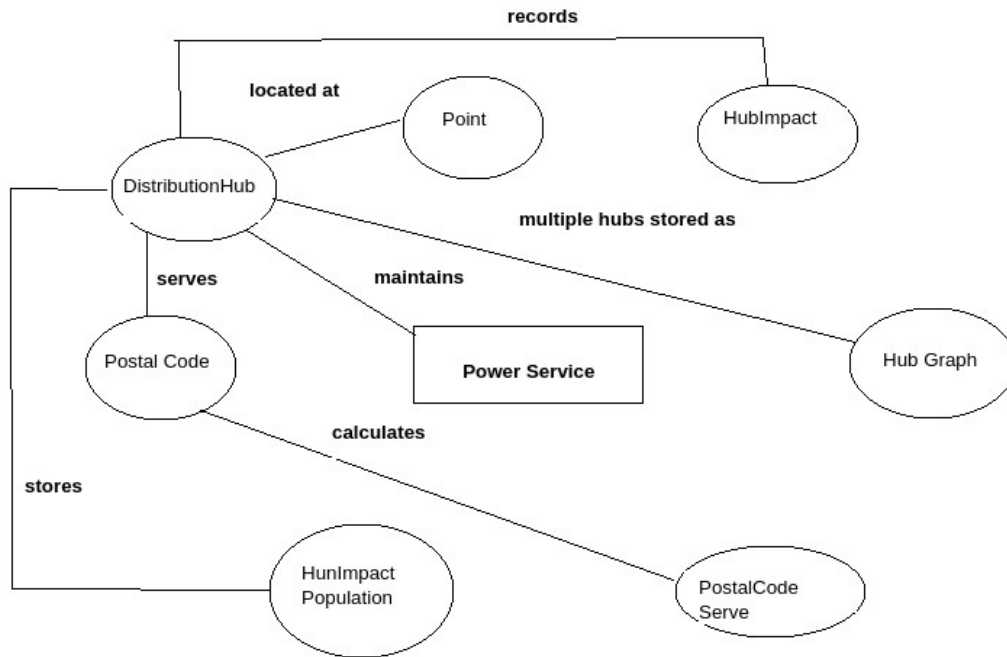 records
located at
Point
HubImpact
DistributionHub
multiple hubs stored as
serves
maintains
Postal Code
Power Service
Hub Graph
calculates
stores
HunImpact
Population
PostalCode
Serve